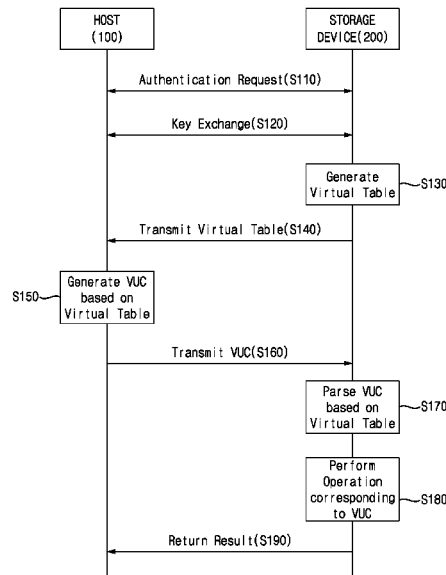 HOST
(100)
STORAGE
DEVICE(200)
Authentication Request(S110)
Key Exchange(S120)
Generate
Virtual Table
S130
Transmit Virtual Table(S140)
S150
Generate VUC
based on
Virtual Table
Transmit VUC(S160)
Parse VUC
based on
Virtual Table
S170
Perform
Operation
corresponding
to VUC
S180
Return Result(S190)